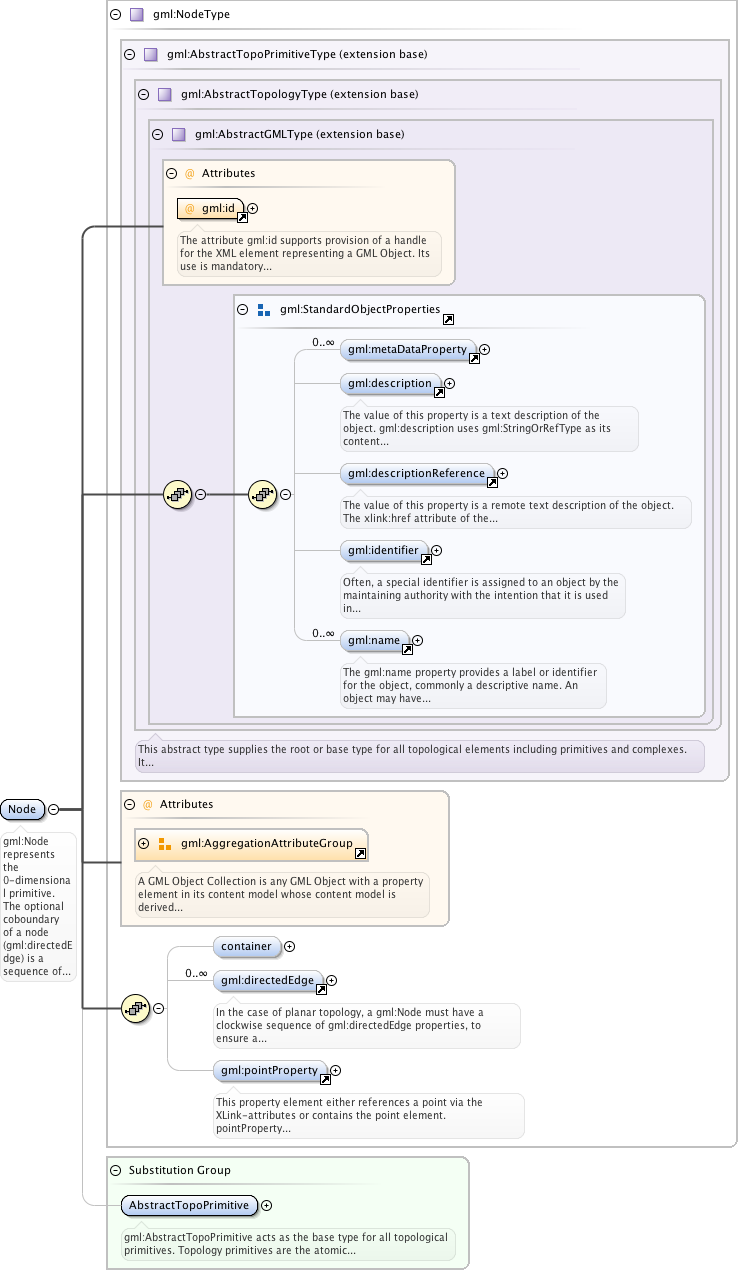 gml:NodeType
gml:AbstractTopoPrimitiveType (extension base)
gml:AbstractTopologyType (extension base)
gml:AbstractGMLType (extension base)
@ Attributes
@ gml:id
The attribute gml:id supports provision of a handle
for the XML element representing a GML Object. Its
use is mandatory...
gml:StandardObjectProperties
0..∞
gml:metaDataProperty
gml:description
The value of this property is a text description of the
object. gml:description uses gml:StringOrRefType as its
content...
gml:descriptionReference
The value of this property is a remote text description of the object.
The xlink:href attribute of the...
gml:identifier
Often, a special identifier is assigned to an object by the
maintaining authority with the intention that it is used
in...
0..∞
gml:name
The gml:name property provides a label or identifier
for the object, commonly a descriptive name. An
object may have...
This abstract type supplies the root or base type for all topological elements including primitives and complexes.
It...
Node
gml:Node
represents
the
0-dimensiona
l primitive.
The optional
coboundary
of a node
(gml:directedE
dge) is a
sequence of...
@ Attributes
gml:AggregationAttributeGroup
A GML Object Collection is any GML Object with a property
element in its content model whose content model is
derived...
container
0..∞
gml:directedEdge
In the case of planar topology, a gml:Node must have a
clockwise sequence of gml:directedEdge properties, to
ensure a...
gml:pointProperty
This property element either references a point via the
XLink-attributes or contains the point element.
pointProperty...
Substitution Group
AbstractTopoPrimitive
gml:AbstractTopoPrimitive acts as the base type for all topological
primitives. Topology primitives are the atomic...